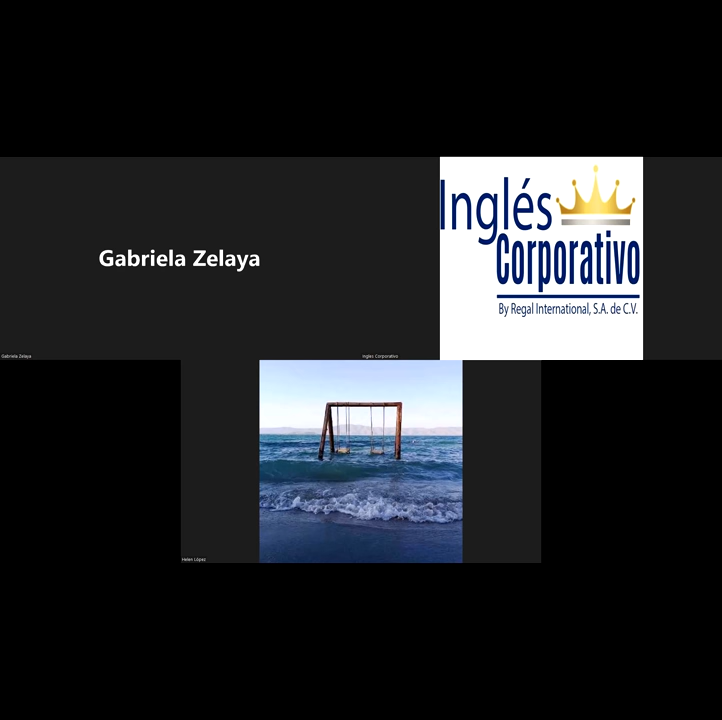 Gabriela Zelaya
Inglés
Corporativo
By Regal International, S.A. de C.V.
Gabriela Zelaya
Ingles Corporativo
Helen López